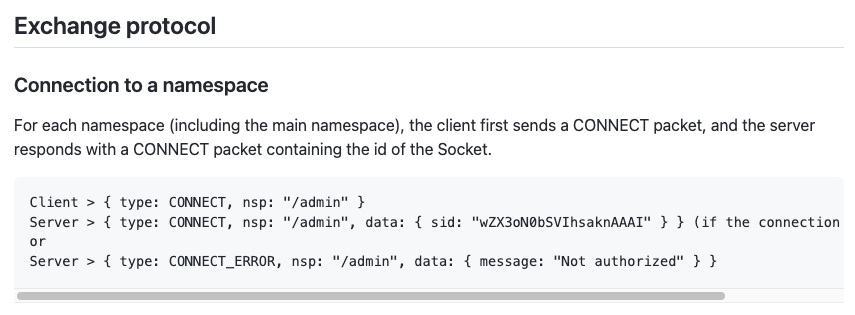 Exchange protocol
Connection to a namespace
For each namespace (including the main namespace), the client first sends a CONNECT packet, and the server
responds with a CONNECT packet containing the id of the Socket.
Client > { type: CONNECT, nsp: "/admin" }
Server > { type: CONNECT, nsp: "/admin", data: { sid: "wZX3oN0bSVIhsaknAAAI" } } (if the connection
or
Server > { type: CONNECT_ERROR, nsp: "/admin", data: { message: "Not authorized" } }